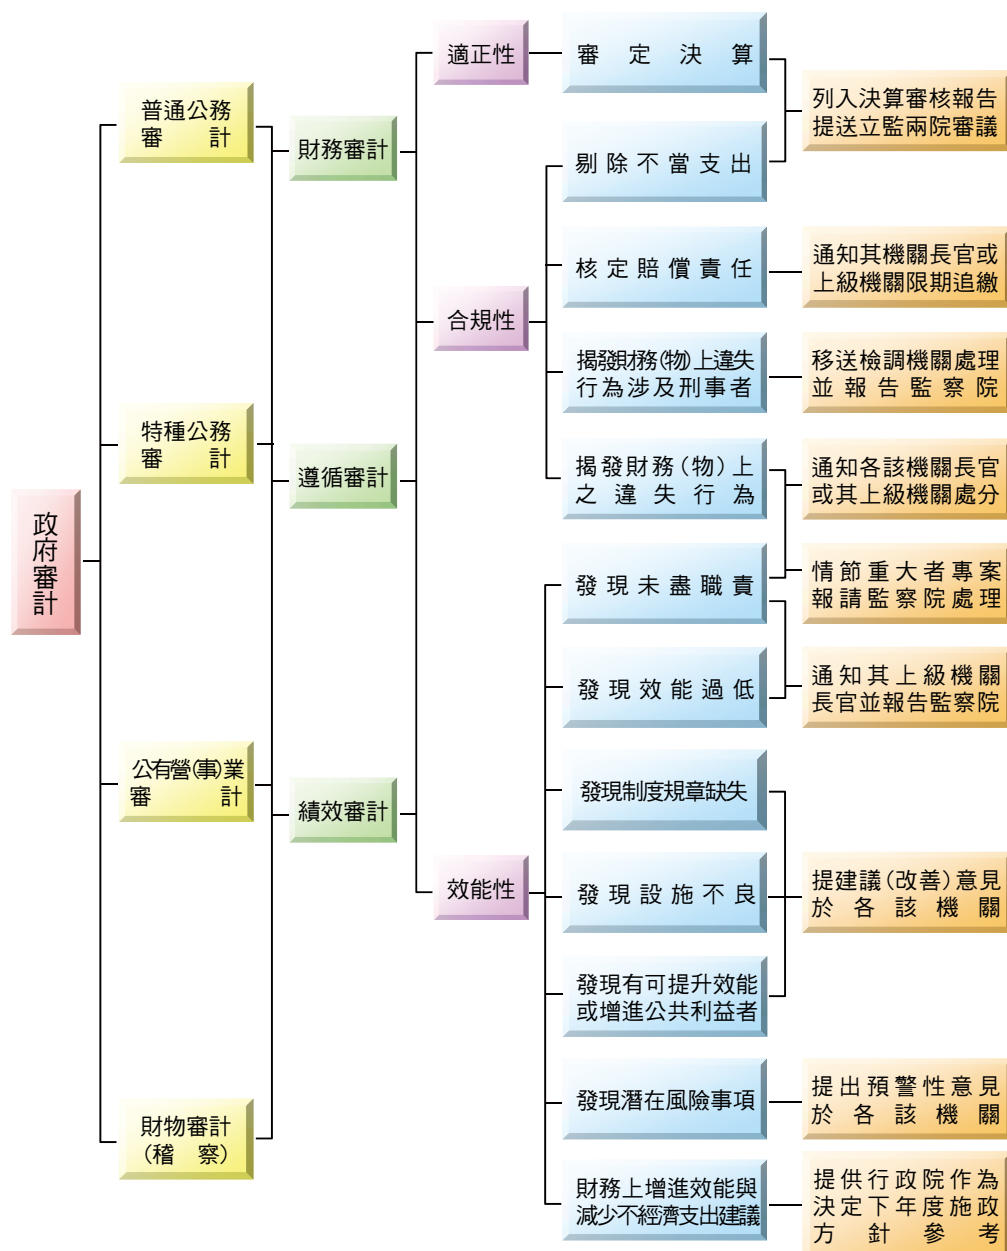 政府審計
普通公務
審計
特種公務
審計
公有營(事)業
審計
財物審計
(稽察)
財務審計
遵循審計
績效審計
適正性
合規性
效能性
審定決算
剔除不當支出
核定賠償責任
揭發財務(物)上違失
行為涉及刑事者
揭發財務(物)上
之違失行為
發現未盡職責
發現效能過低
發現制度規章缺失
發現設施不良
發現有可提升效能
或增進公共利益者
發現潛在風險事項
財務上增進效能與
減少不經濟支出建議
列入決算審核報告
提送立監兩院審議
通知其機關長官或
上級機關限期追繳
移送檢調機關處理
並報告監察院
通知各該機關長官
或其上級機關處分
情節重大者專案
報請監察院處理
通知其上級機關
長官並報告監察院
提建議(改善)意見
於各該機關
提出預警性意見
於各該機關
提供行政院作為
決定下年度施政
方針參考